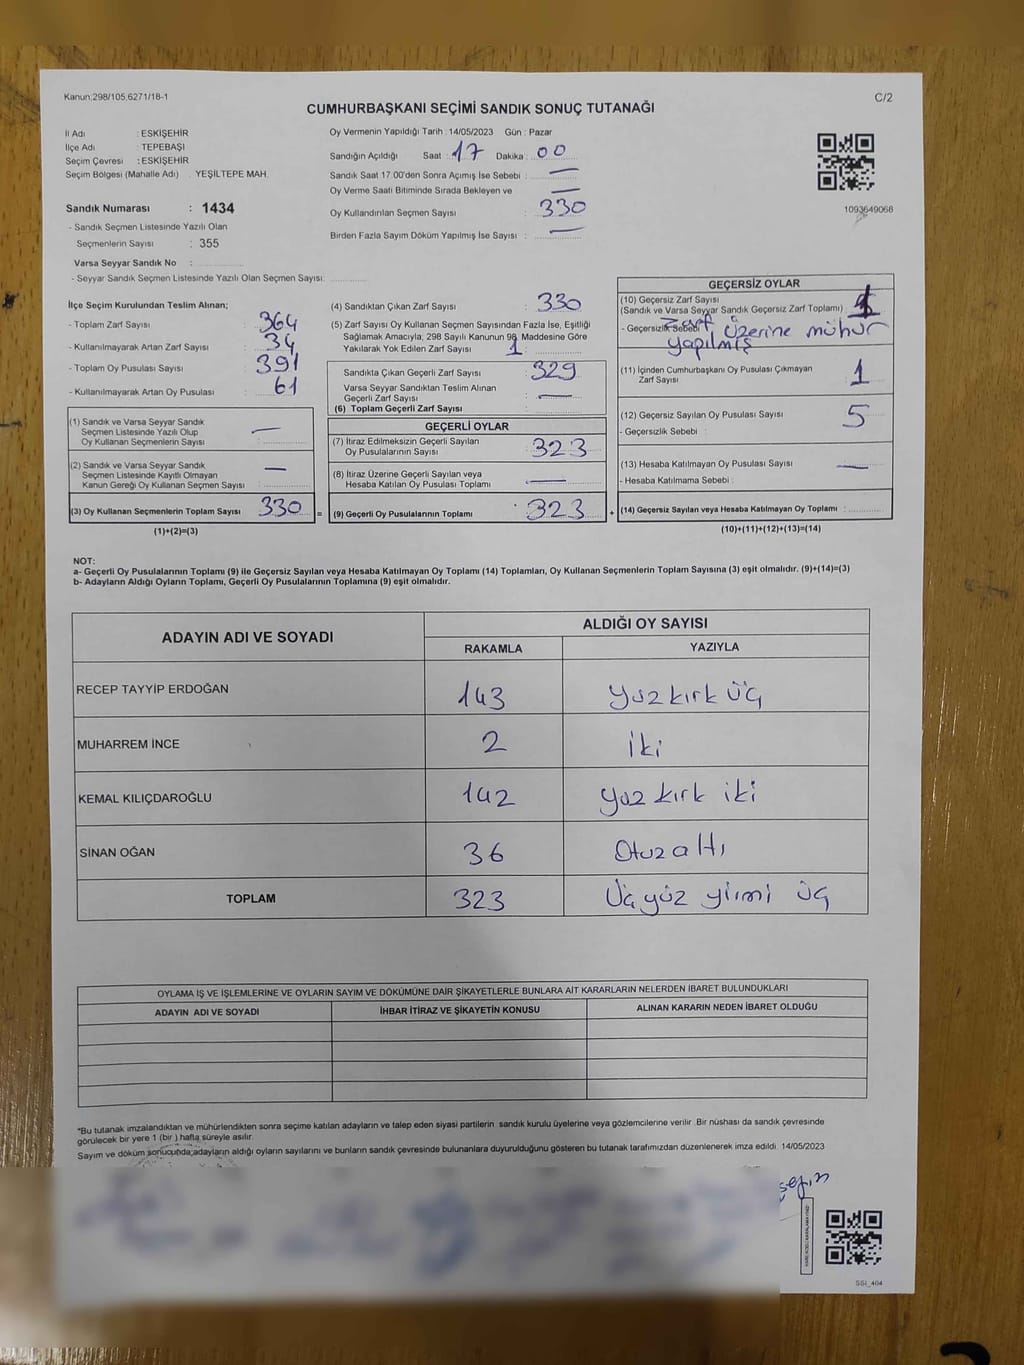 Kanun:298/105,6271/18-1
C/2
CUMHURBAŞKANI SEÇİMİ SANDIK SONUÇ TUTANAĞI
İl Adı : ESKİŞEHİR
İlçe Adı : TEPEBAŞI
Seçim Çevresi : ESKİŞEHİR
Seçim Bölgesi (Mahalle Adı) : YEŞİLTEPE MAH.
Sandık Numarası : 1434
- Sandık Seçmen Listesinde Yazılı Olan
Seçmenlerin Sayısı : 355
Varsa Seyyar Sandık No :
- Seyyar Sandık Seçmen Listesinde Yazılı Olan Seçmen Sayısı:
Oy Vermenin Yapıldığı Tarih :14/05/2023 Gün : Pazar
Sandığın Açıldığı Saat : 17 Dakika : 00
Sandık Saat 17:00'den Sonra Açımış İse Sebebi : —
Oy Verme Saati Bitiminde Sırada Bekleyen ve —
Oy Kullandırılan Seçmen Sayısı : 330
Birden Fazla Sayım Döküm Yapılmış İse Sayısı : —
1093649068
İlçe Seçim Kurulundan Teslim Alınan;
- Toplam Zarf Sayısı : 364
- Kullanılmayarak Artan Zarf Sayısı : 34
- Toplam Oy Pusulası Sayısı : 391
- Kullanılmayarak Artan Oy Pusulası : 61
(1) Sandık ve Varsa Seyyar Sandık
Seçmen Listesinde Yazılı Olup
Oy Kullanan Seçmenlerin Sayısı : —
(2) Sandık ve Varsa Seyyar Sandık
Seçmen Listesinde Kayıtlı Olmayan
Kanun Gereği Oy Kullanan Seçmen Sayısı : —
(3) Oy Kullanan Seçmenlerin Toplam Sayısı : 330 =
(1)+(2)=(3)
(4) Sandıktan Çıkan Zarf Sayısı : 330
(5) Zarf Sayısı Oy Kullanan Seçmen Sayısından Fazla İse, Eşitliği
Sağlamak Amacıyla, 298 Sayılı Kanunun 98. Maddesine Göre
Yakılarak Yok Edilen Zarf Sayısı : 1
Sandıkta Çıkan Geçerli Zarf Sayısı : 329
Varsa Seyyar Sandıktan Teslim Alınan
Geçerli Zarf Sayısı : —
(6) Toplam Geçerli Zarf Sayısı :
GEÇERLİ OYLAR
(7) İtiraz Edilmeksizin Geçerli Sayılan
Oy Pusulalarının Sayısı : 323
(8) İtiraz Üzerine Geçerli Sayılan veya
Hesaba Katılan Oy Pusulası Toplamı : —
(9) Geçerli Oy Pusulalarının Toplamı : 323 +
GEÇERSİZ OYLAR
(10) Geçersiz Zarf Sayısı
(Sandık ve Varsa Seyyar Sandık Geçersiz Zarf Toplamı) : 1
- Geçersizlik Sebebi : Zarf üzerine mühür
yapılmış
(11) İçinden Cumhurbaşkanı Oy Pusulası Çıkmayan
Zarf Sayısı : 1
(12) Geçersiz Sayılan Oy Pusulası Sayısı : 5
- Geçersizlik Sebebi :
(13) Hesaba Katılmayan Oy Pusulası Sayısı : —
- Hesaba Katılmama Sebebi :
(14) Geçersiz Sayılan veya Hesaba Katılmayan Oy Toplamı :
(10)+(11)+(12)+(13)=(14)
NOT:
a- Geçerli Oy Pusulalarının Toplamı (9) ile Geçersiz Sayılan veya Hesaba Katılmayan Oy Toplamı (14) Toplamları, Oy Kullanan Seçmenlerin Toplam Sayısına (3) eşit olmalıdır. (9)+(14)=(3)
b- Adayların Aldığı Oyların Toplamı, Geçerli Oy Pusulalarının Toplamına (9) eşit olmalıdır.
ADAYIN ADI VE SOYADI ALDIĞI OY SAYISI
RAKAMLA YAZIYLA
RECEP TAYYİP ERDOĞAN 143 Yüz kırk üç
MUHARREM İNCE 2 iki
KEMAL KILIÇDAROĞLU 142 Yüz kırk iki
SİNAN OĞAN 36 Otuz altı
TOPLAM 323 Üçyüz yirmi üç
OYLAMA İŞ VE İŞLEMLERİNE VE OYLARIN SAYIM VE DÖKÜMÜNE DAİR ŞİKAYETLERLE BUNLARA AİT KARARLARIN NELERDEN İBARET BULUNDUKLARI
ADAYIN ADI VE SOYADI İHBAR İTİRAZ VE ŞİKAYETİN KONUSU ALINAN KARARIN NEDEN İBARET OLDUĞU
*Bu tutanak imzalandıktan ve mühürlendikten sonra seçime katılan adayların ve talep eden siyasi partilerin sandık kurulu üyelerine veya gözlemcilerine verilir. Bir nüshası da sandık çevresinde
görülecek bir yere 1 (bir ) hafta süreyle asılır.
Sayım ve döküm sonucunda;adayların aldığı oyların sayılarını ve bunların sandık çevresinde bulunanlara duyurulduğunu gösteren bu tutanak tarafımızdan düzenlenerek imza edildi. 14/05/2023
SSI_404